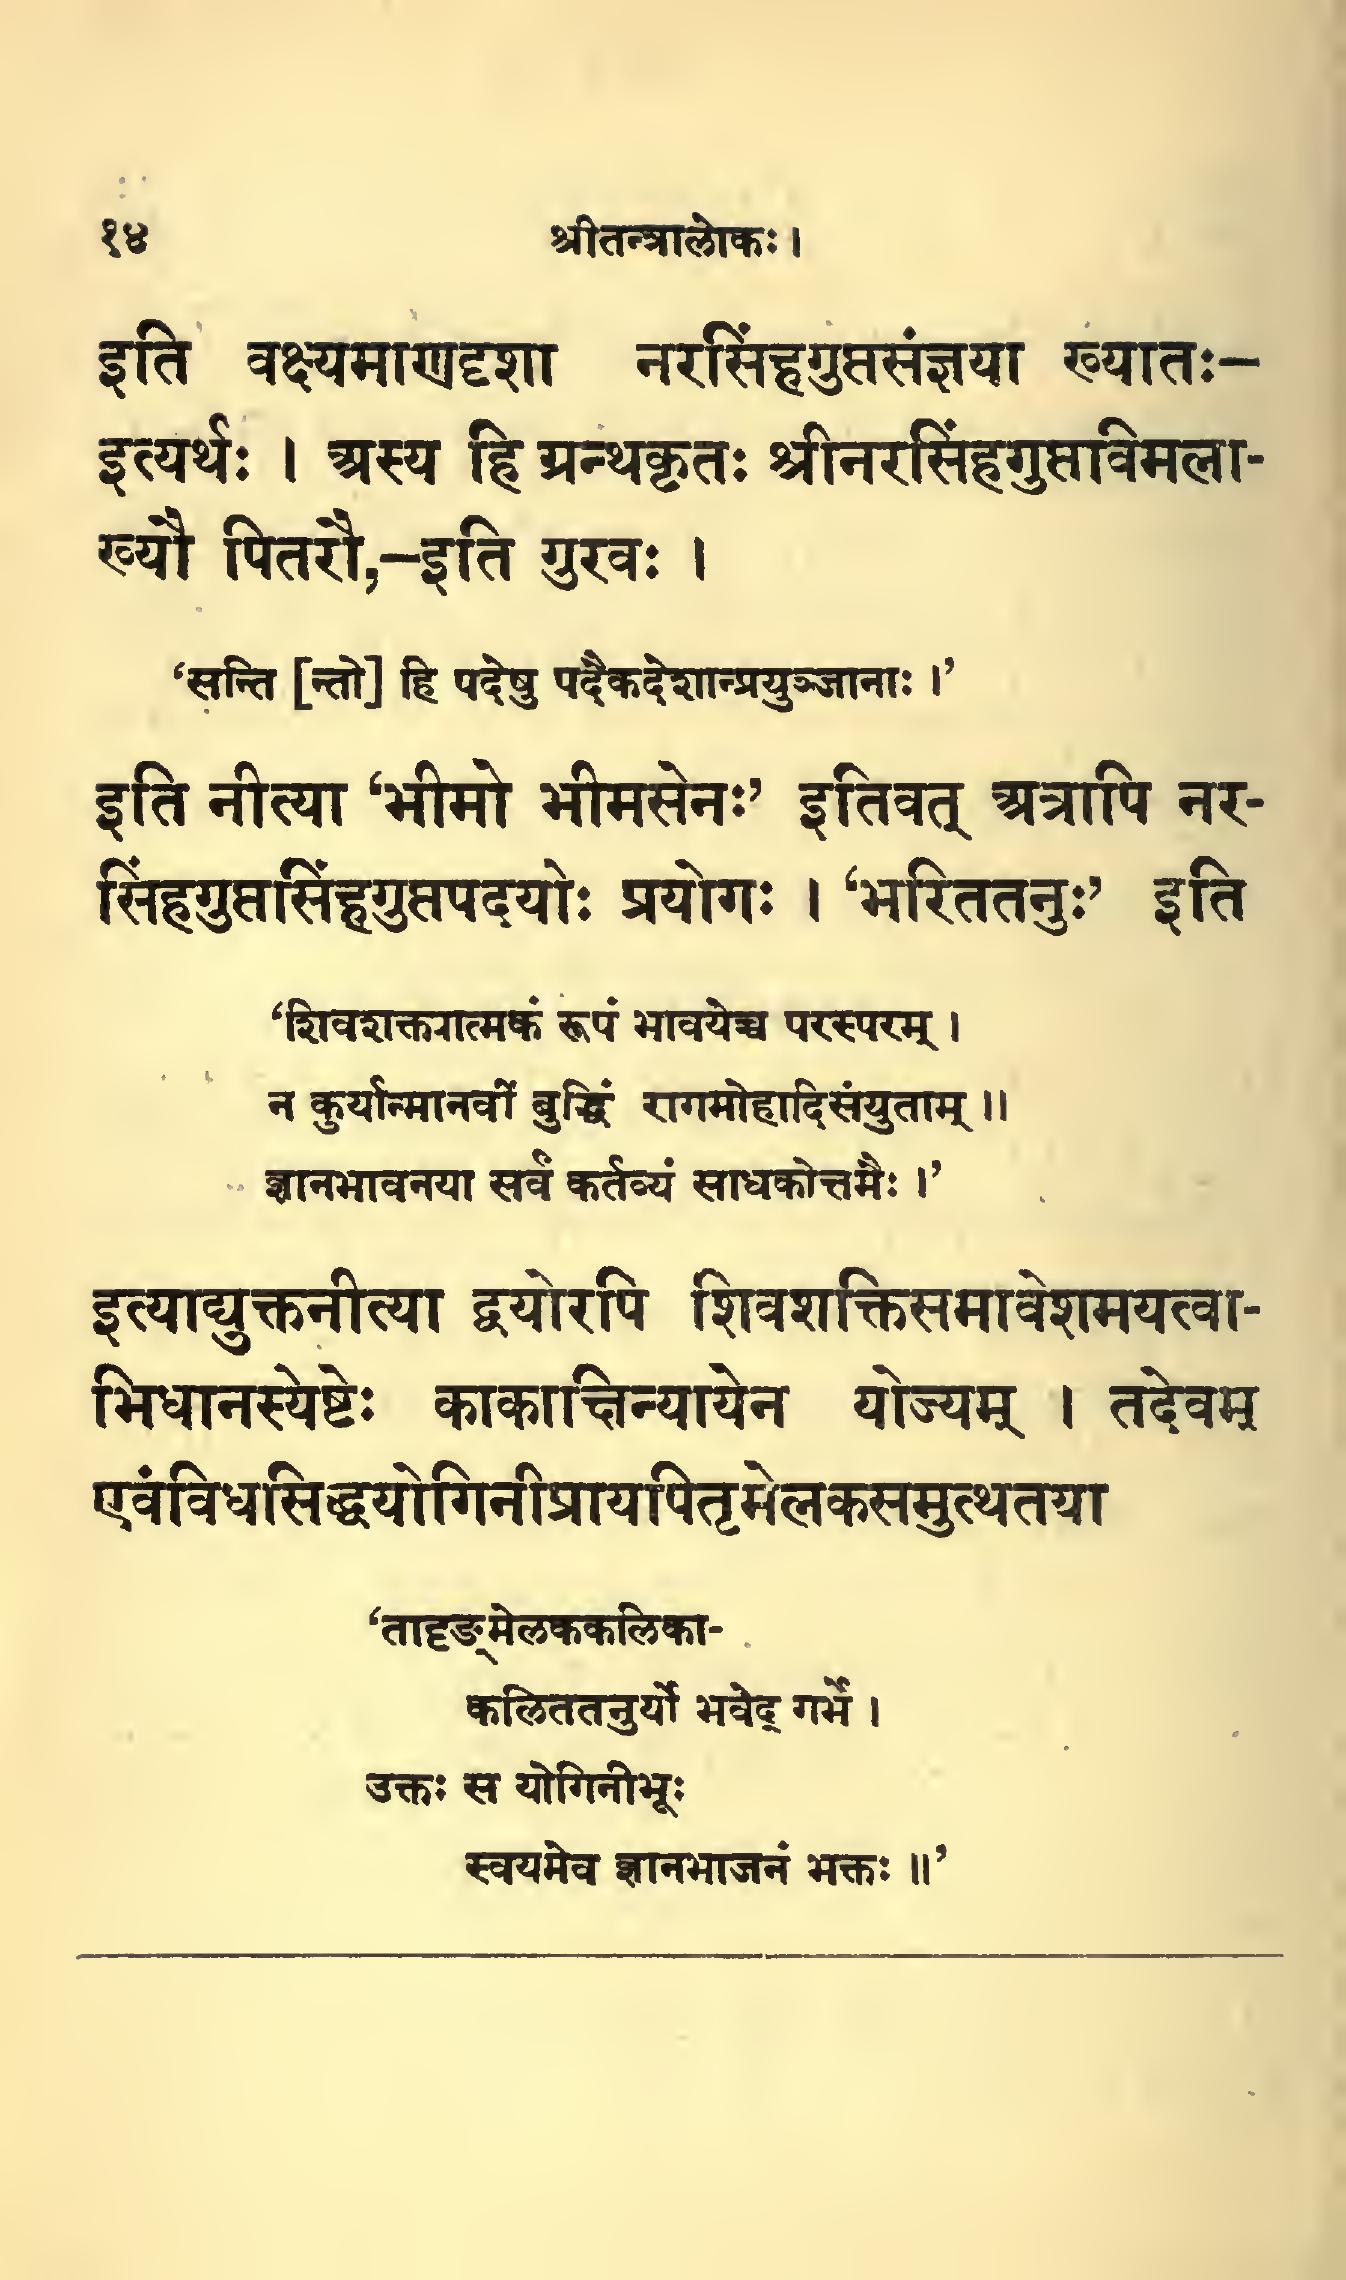 १४
श्रीतन्त्रालोकः ।
इति वक्ष्यमाणदृशा नरसिंहगुप्तसंज्ञया ख्यातः—
इत्यर्थः । अस्य हि ग्रन्थकृतः श्रीनरसिंहगुप्तविमला-
ख्यौ पितरौ,—इति गुरवः ।
‘सन्ति [न्तो] हि पदेषु पदैकदेशान्प्रयुञ्जानाः ।’
इति नीत्या ‘भीमो भीमसेनः’ इतिवत् अत्रापि नर-
सिंहगुप्तसिंहगुप्तपदयोः प्रयोगः । ‘भरिततनुः’ इति
‘शिवशक्त्यात्मकं रूपं भावयेच्च परस्परम् ।
न कुर्यान्मानवीं बुद्धिं रागमोहादिसंयुताम् ॥
ज्ञानभावनया सर्वं कर्तव्यं साधकोत्तमैः ।’
इत्याद्युक्तनीत्या द्वयोरपि शिवशक्तिसमावेशमयत्वा-
भिधानस्येष्टेः काकाक्षिन्यायेन योज्यम् । तदेवम्
एवंविधसिद्धयोगिनीप्रायपितृमेलकसमुत्थतया
‘तादृङ्मेलककलिका-
कलिततनुर्यो भवेद् गर्भे ।
उक्तः स योगिनीभूः
स्वयमेव ज्ञानभाजनं भक्तः ॥’